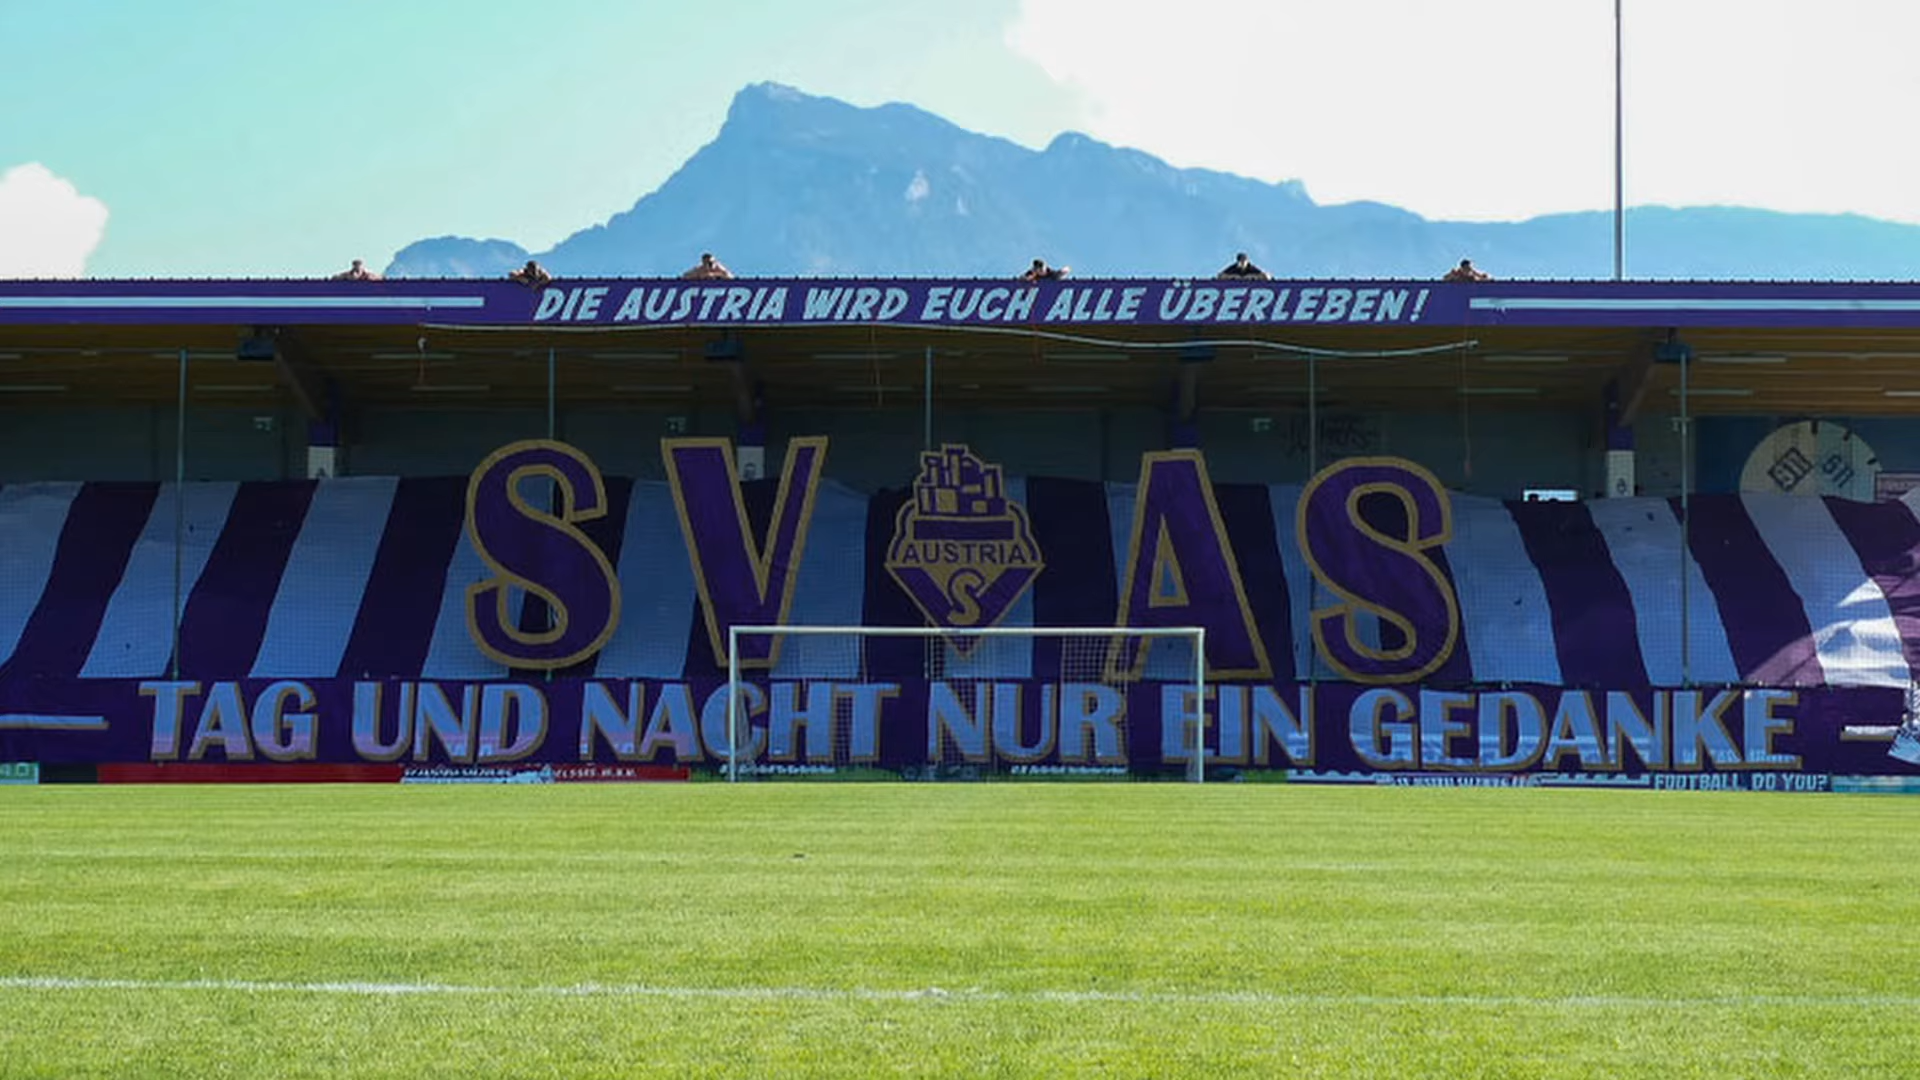 DIE AUSTRIA WIRD EUCH ALLE ÜBERLEBEN!
SV AS
AUSTRIA
S
TAG UND NACHT NUR EIN GEDANKE
FOOTBALL, DO YOU?